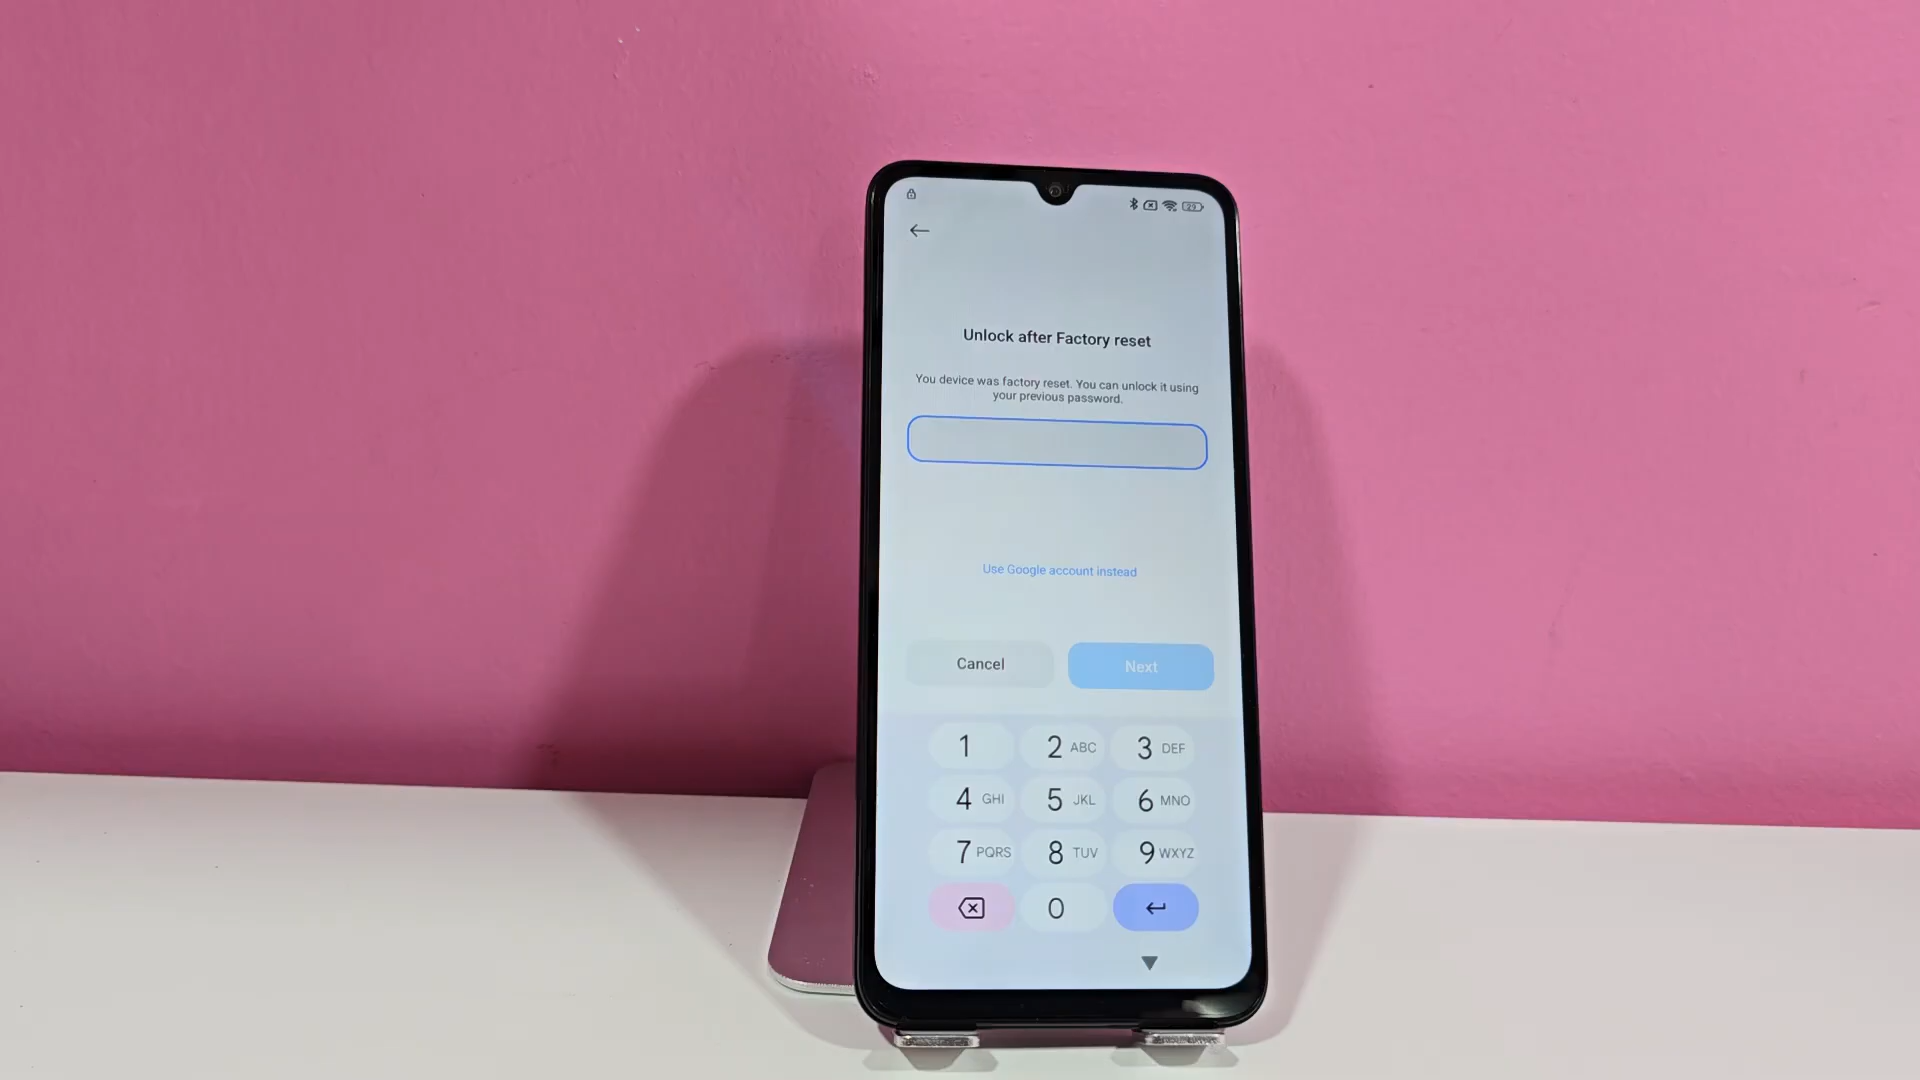 29
Unlock after Factory reset
You device was factory reset. You can unlock it using
your previous password.
Use Google account instead
Cancel
Next
1
2 ABC
3 DEF
4 GHI
5 JKL
6 MNO
7 PQRS
8 TUV
9 WXYZ
0